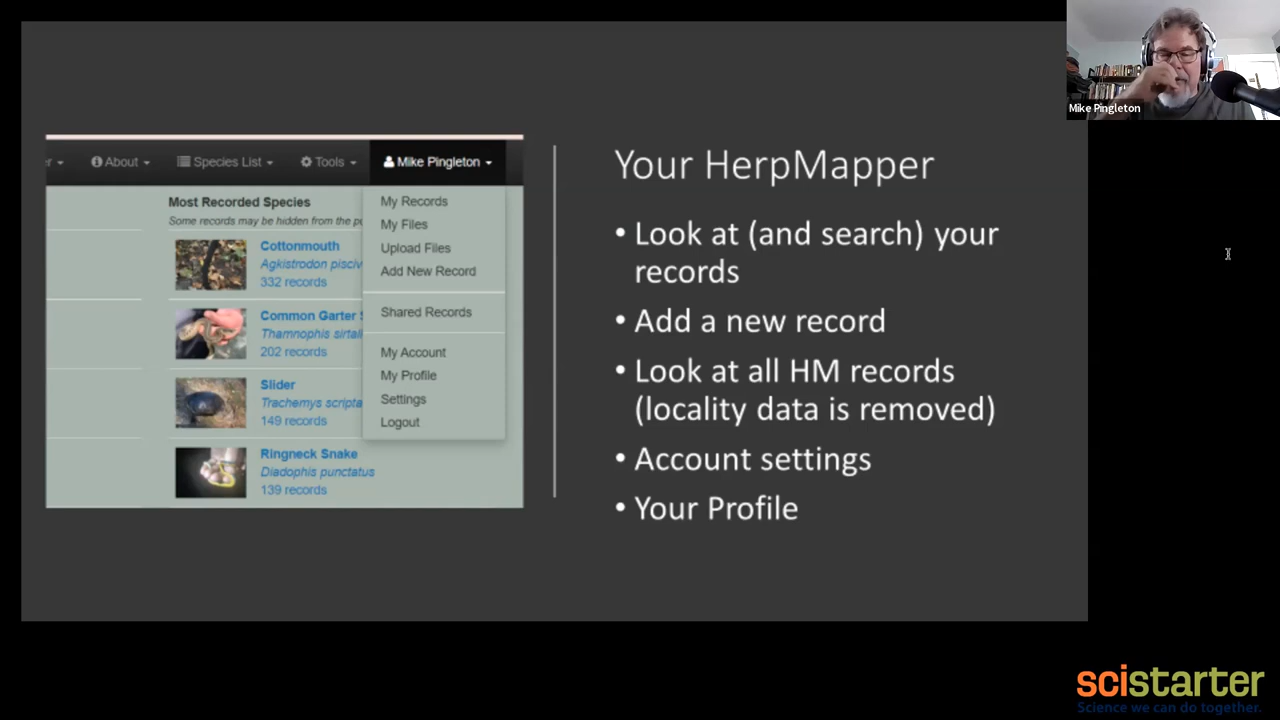 Mike Pingleton
er
About
Species List
Tools
Mike Pingleton
Most Recorded Species
Some records may be hidden from the pu
Cottonmouth
Agkistrodon pisciv
332 records
Common Garter S
Thamnophis sirtali
202 records
Slider
Trachemys scripta
149 records
Ringneck Snake
Diadophis punctatus
139 records
My Records
My Files
Upload Files
Add New Record
Shared Records
My Account
My Profile
Settings
Logout
Your HerpMapper
• Look at (and search) your
records
• Add a new record
• Look at all HM records
(locality data is removed)
• Account settings
• Your Profile
scistarter
Science we can do together.